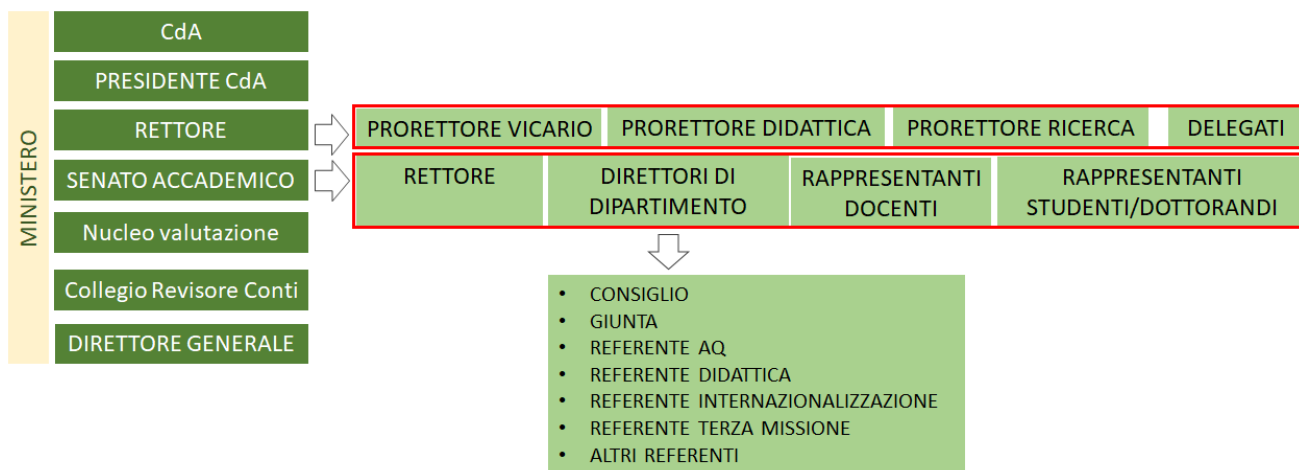 MINISTERO
CdA
PRESIDENTE CdA
RETTORE
SENATO ACCADEMICO
Nucleo valutazione
Collegio Revisore Conti
DIRETTORE GENERALE
PRORETTORE VICARIO
PRORETTORE DIDATTICA
PRORETTORE RICERCA
DELEGATI
RETTORE
DIRETTORI DI
DIPARTIMENTO
RAPPRESENTANTI
DOCENTI
RAPPRESENTANTI
STUDENTI/DOTTORANDI
• CONSIGLIO
• GIUNTA
• REFERENTE AQ
• REFERENTE DIDATTICA
• REFERENTE INTERNAZIONALIZZAZIONE
• REFERENTE TERZA MISSIONE
• ALTRI REFERENTI